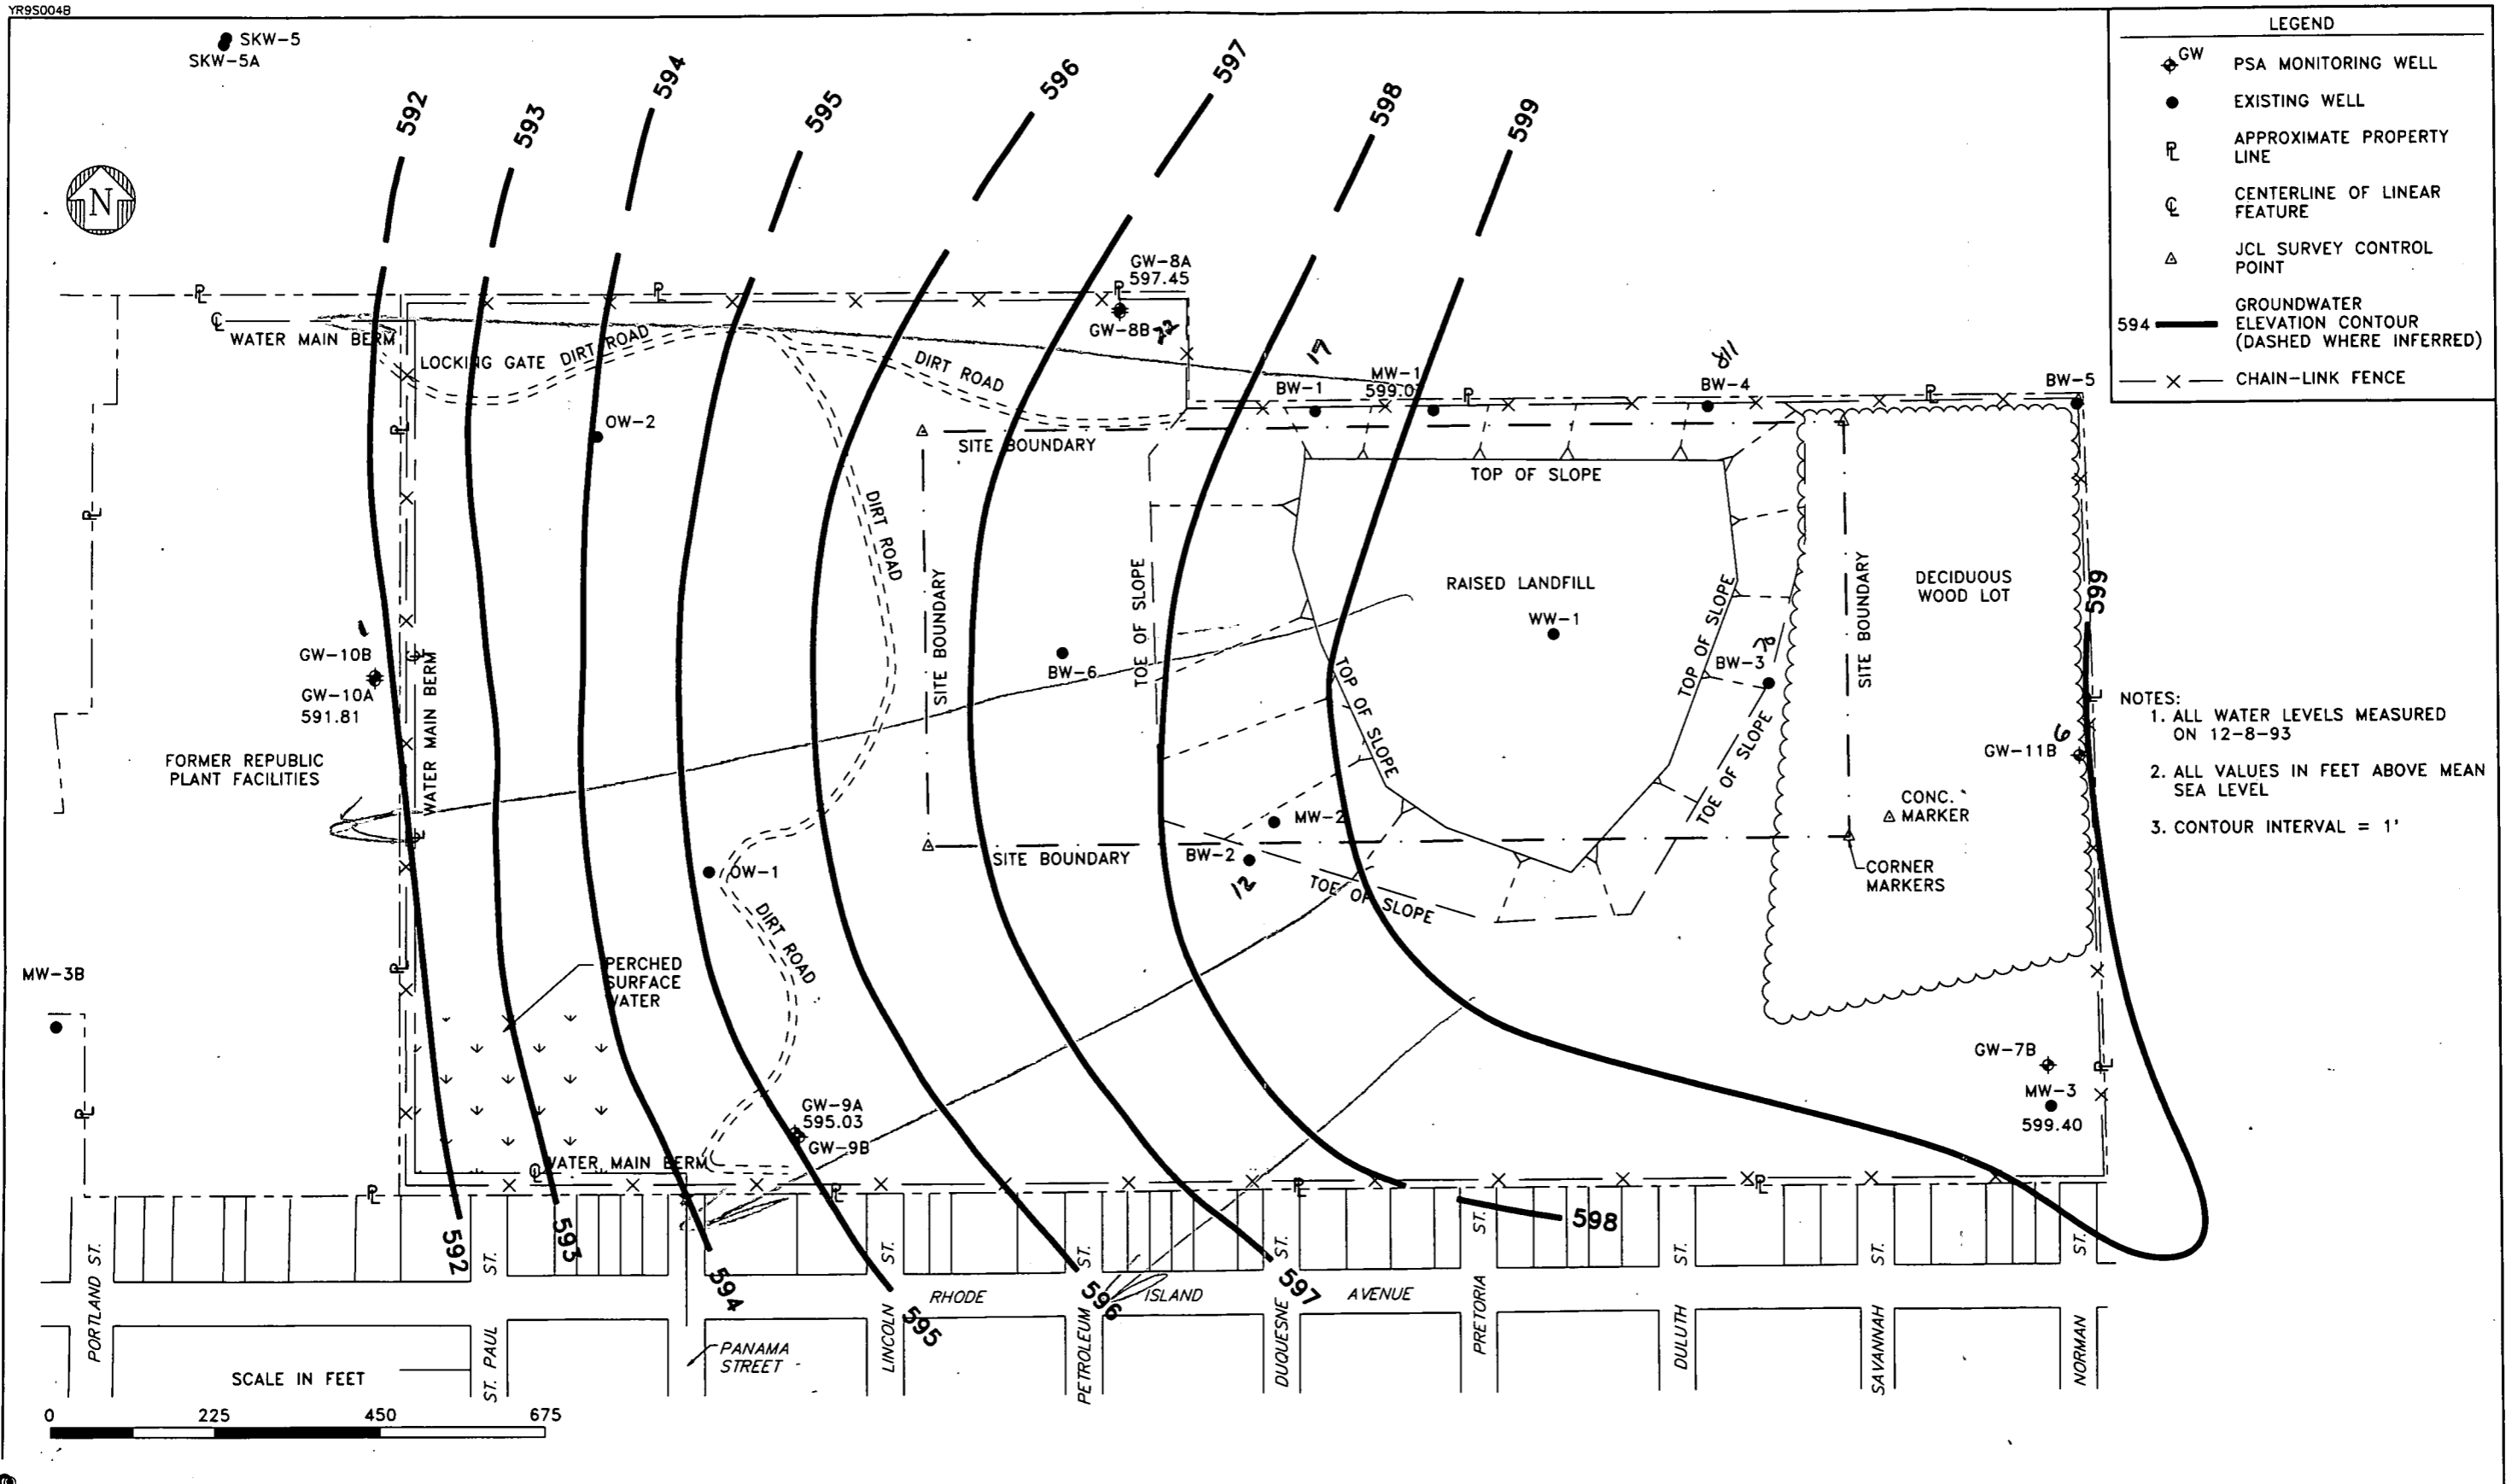 YR9S004B
SKW-5
SKW-5A
592
593
594
595
596
597
598
599
LEGEND
GW
PSA MONITORING WELL
EXISTING WELL
PL
APPROXIMATE PROPERTY
LINE
CL
CENTERLINE OF LINEAR
FEATURE
JCL SURVEY CONTROL
POINT
594
GROUNDWATER
ELEVATION CONTOUR
(DASHED WHERE INFERRED)
X
CHAIN-LINK FENCE
N
GW-8A
597.45
GW-8B
WATER MAIN BERM
LOCKING GATE
DIRT ROAD
DIRT ROAD
17
BW-1
MW-1
599.0
BW-4
BW-5
OW-2
SITE BOUNDARY
TOP OF SLOPE
DIRT ROAD
SITE BOUNDARY
TOE OF SLOPE
RAISED LANDFILL
WW-1
TOP OF SLOPE
SITE BOUNDARY
DECIDUOUS
WOOD LOT
599
GW-10B
GW-10A
591.81
WATER MAIN BERM
BW-6
TOP OF SLOPE
BW-3
70
TOE OF SLOPE
NOTES:
1. ALL WATER LEVELS MEASURED
ON 12-8-93
2. ALL VALUES IN FEET ABOVE MEAN
SEA LEVEL
3. CONTOUR INTERVAL = 1'
FORMER REPUBLIC
PLANT FACILITIES
GW-11B
CONC.
MARKER
MW-2
SITE BOUNDARY
BW-2
12
TOE OF SLOPE
CORNER
MARKERS
OW-1
DIRT ROAD
PERCHED
SURFACE
WATER
MW-3B
GW-7B
MW-3
599.40
GW-9A
595.03
GW-9B
WATER MAIN BERM
592
593
594
595
596
597
598
PORTLAND ST.
ST. PAUL ST.
PANAMA
STREET
LINCOLN ST.
RHODE ISLAND AVENUE
PETROLEUM ST.
DUQUESNE ST.
PRETORIA ST.
DULUTH ST.
SAVANNAH ST.
NORMAN ST.
SCALE IN FEET
0 225 450 675